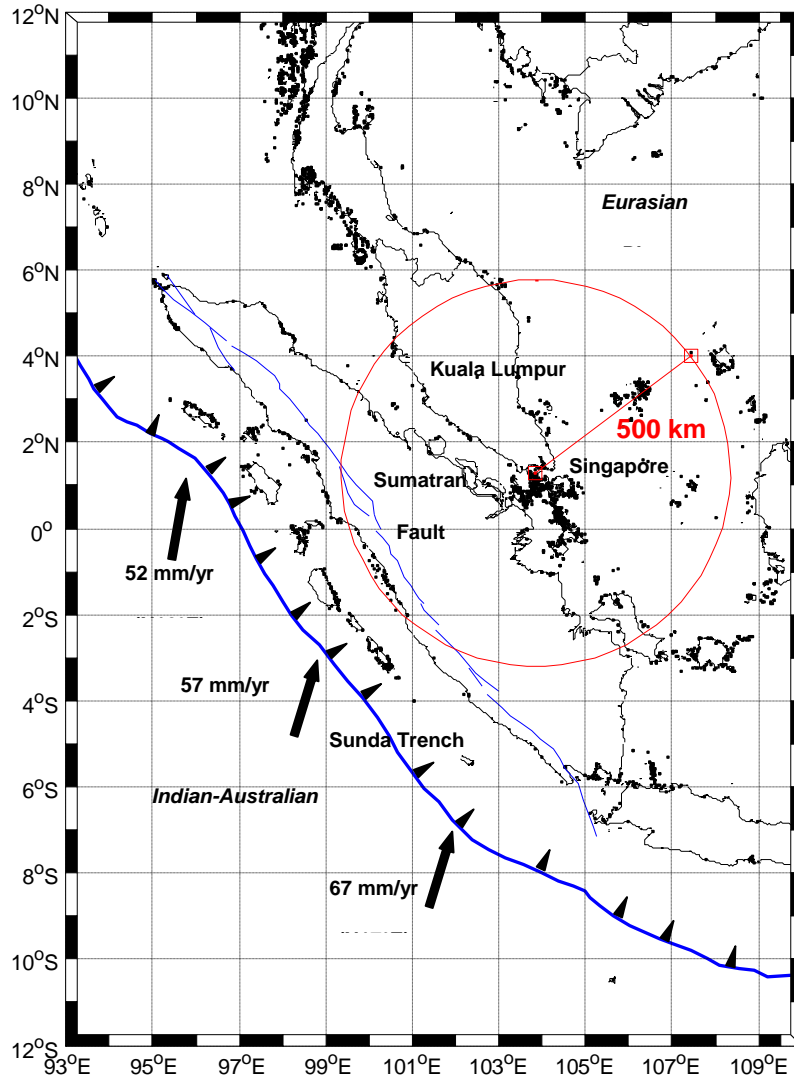 12°N
10°N
8°N
Eurasian
6°N
4°N
Kuala Lumpur
500 km
2°N
Singapore
Sumatran
0°
Fault
52 mm/yr
2°S
57 mm/yr
4°S
Sunda Trench
6°S
Indian-Australian
8°S
67 mm/yr
10°S
12°S
93°E 95°E 97°E 99°E 101°E 103°E 105°E 107°E 109°E